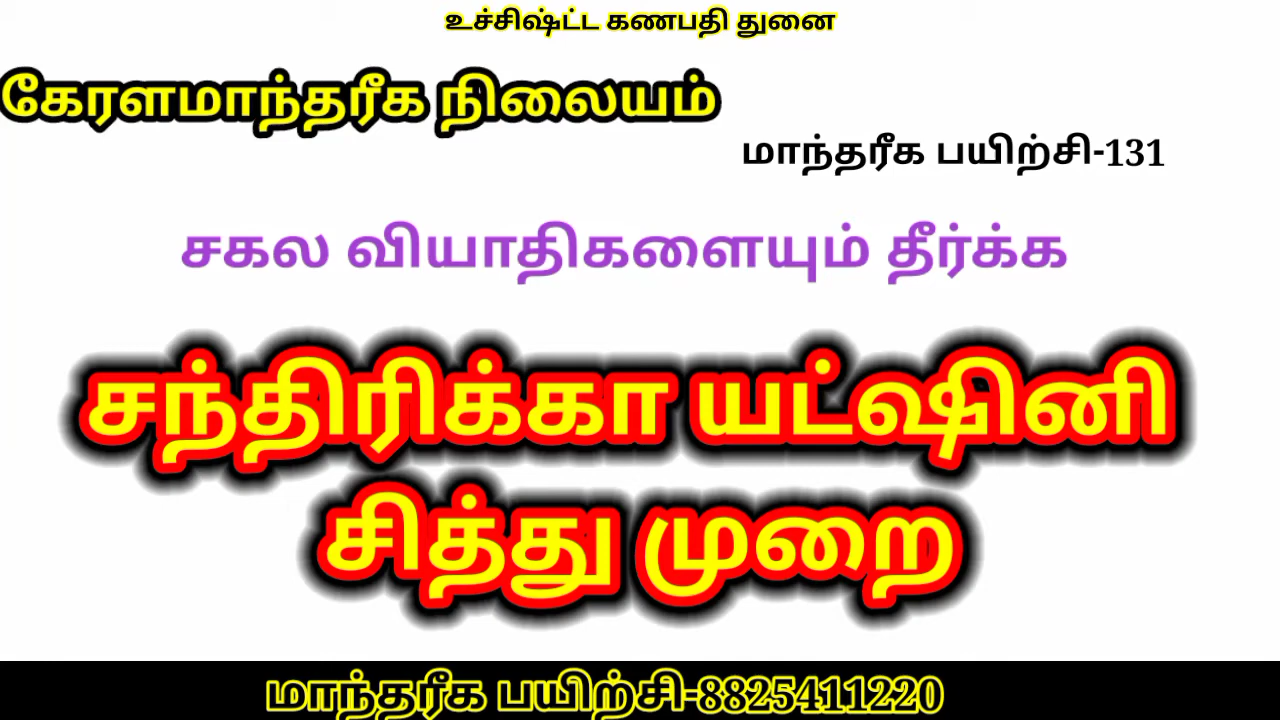 உச்சிஷ்ட்ட கணபதி துனை
கேரளமாந்தரீக நிலையம்
மாந்தரீக பயிற்சி-131
சகல வியாதிகளையும் தீர்க்க
சந்திரிக்கா யட்ஷினி
சித்து முறை
மாந்தரீக பயிற்சி-8825411220